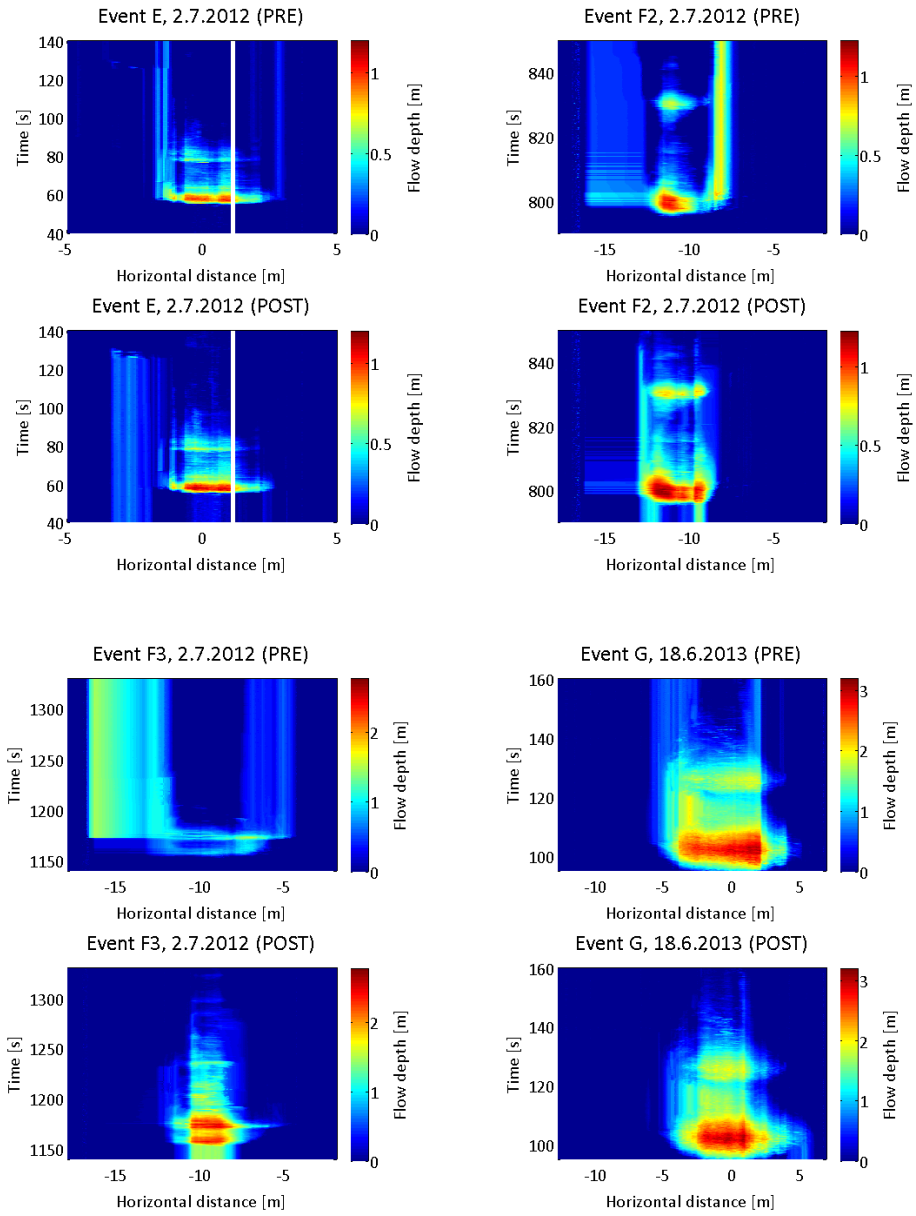 Event E, 2.7.2012 (PRE)
140
120
100
80
60
40
Time [s]
-5
0
5
Horizontal distance [m]
1
0.5
0
Flow depth [m]
Event F2, 2.7.2012 (PRE)
840
820
800
Time [s]
-15
-10
-5
Horizontal distance [m]
1
0.5
0
Flow depth [m]
Event E, 2.7.2012 (POST)
140
120
100
80
60
40
Time [s]
-5
0
5
Horizontal distance [m]
1
0.5
0
Flow depth [m]
Event F2, 2.7.2012 (POST)
840
820
800
Time [s]
-15
-10
-5
Horizontal distance [m]
1
0.5
0
Flow depth [m]
Event F3, 2.7.2012 (PRE)
1300
1250
1200
1150
Time [s]
-15
-10
-5
Horizontal distance [m]
2
1
0
Flow depth [m]
Event G, 18.6.2013 (PRE)
160
140
120
100
Time [s]
-10
-5
0
5
Horizontal distance [m]
3
2
1
0
Flow depth [m]
Event F3, 2.7.2012 (POST)
1300
1250
1200
1150
Time [s]
-15
-10
-5
Horizontal distance [m]
2
1
0
Flow depth [m]
Event G, 18.6.2013 (POST)
160
140
120
100
Time [s]
-10
-5
0
5
Horizontal distance [m]
3
2
1
0
Flow depth [m]